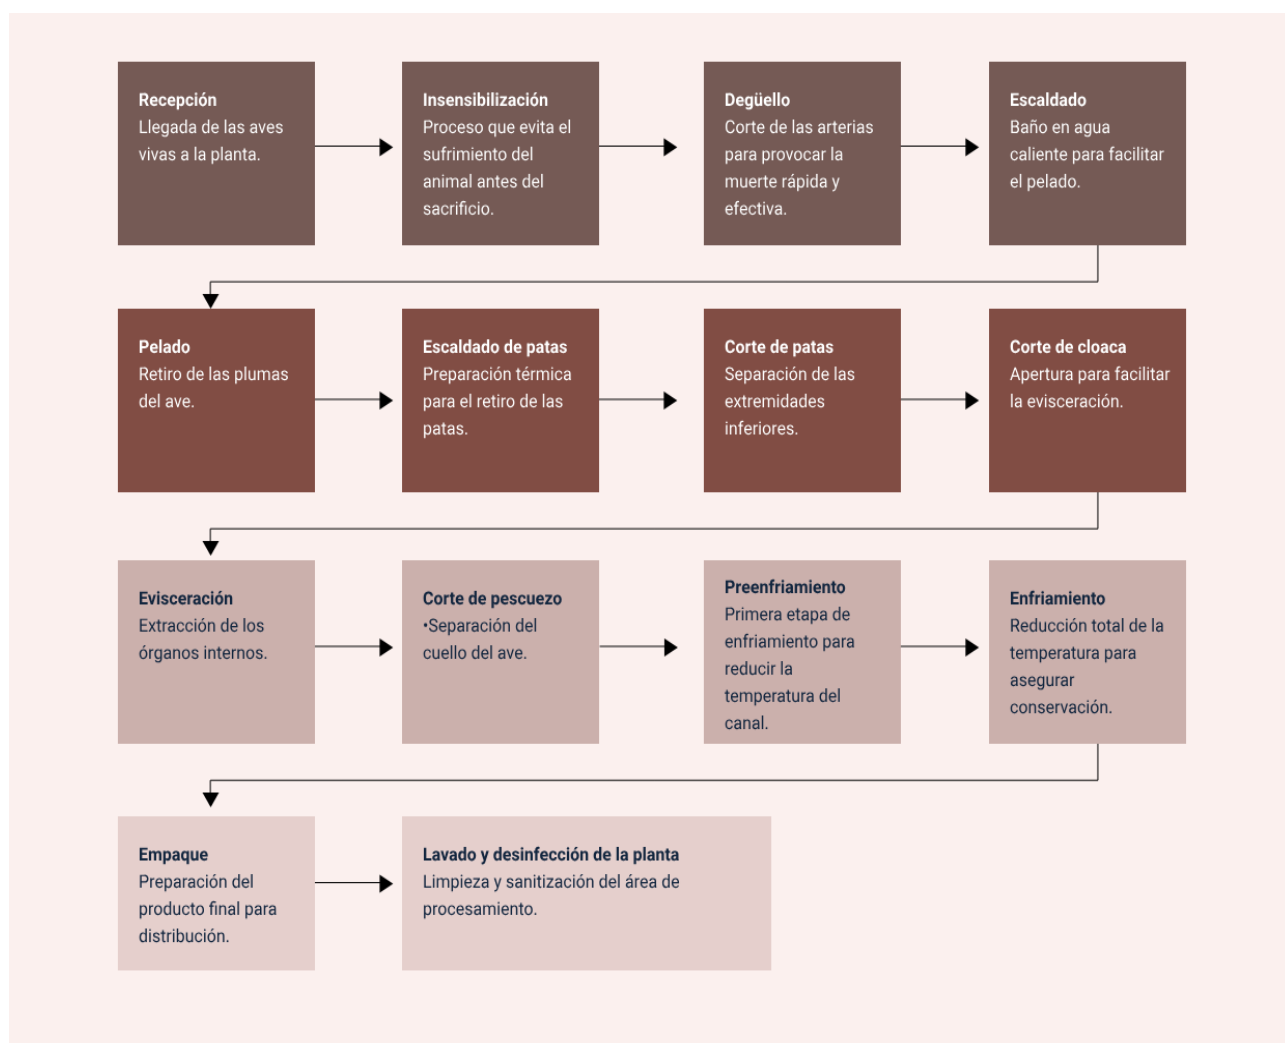 Recepción
Llegada de las aves
vivas a la planta.
Insensibilización
Proceso que evita el
sufrimiento del
animal antes del
sacrificio.
Degüello
Corte de las arterias
para provocar la
muerte rápida y
efectiva.
Escaldado
Baño en agua
caliente para facilitar
el pelado.
Pelado
Retiro de las plumas
del ave.
Escaldado de patas
Preparación térmica
para el retiro de las
patas.
Corte de patas
Separación de las
extremidades
inferiores.
Corte de cloaca
Apertura para facilitar
la evisceración.
Evisceración
Extracción de los
órganos internos.
Corte de pescuezo
•Separación del
cuello del ave.
Preenfriamiento
Primera etapa de
enfriamiento para
reducir la
temperatura del
canal.
Enfriamiento
Reducción total de la
temperatura para
asegurar
conservación.
Empaque
Preparación del
producto final para
distribución.
Lavado y desinfección de la planta
Limpieza y sanitización del área de
procesamiento.